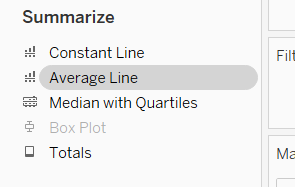 Summarize
Constant Line
Average Line
Median with Quartiles
Box Plot
Totals
Filt
Ma